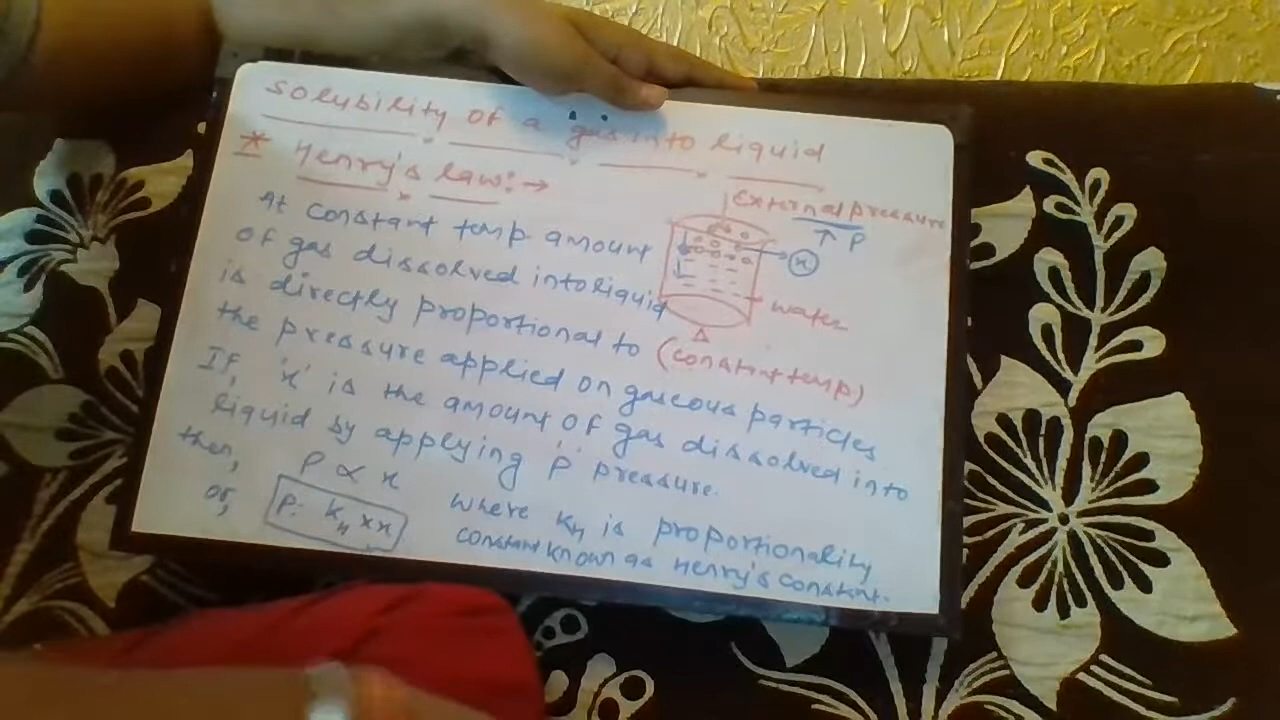 Solubility of a gas into liquid
* Henry's law:→
External pressure
↑ P
At constant temp amount
of gas dissolved into liquid
x
is directly proportional to
water
Δ
(constant temp)
the pressure applied on gaseous particles
If, 'x' is the amount of gas dissolved into
liquid by applying 'p' pressure.
then, P ∝ x
or, P = K_H × x
where K_H is proportionality
constant known as Henry's constant.